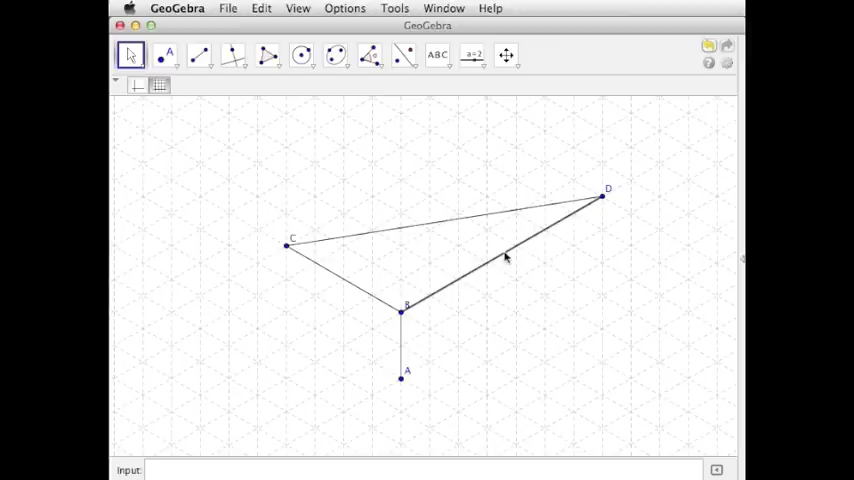 GeoGebra File Edit View Options Tools Window Help
GeoGebra
A ABC a=2
D
C
B
A
Input: